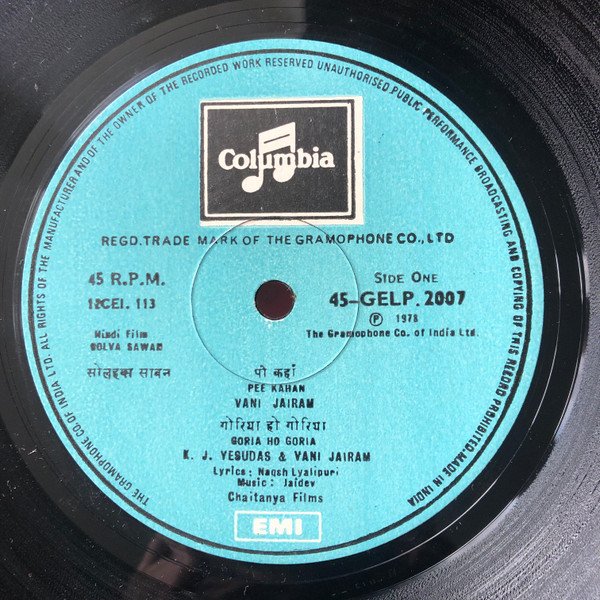 THE GRAMOPHONE CO. OF INDIA LTD. ALL RIGHTS OF THE MANUFACTURER AND OF THE OWNER OF THE RECORDED WORK RESERVED UNAUTHORISED PUBLIC PERFORMANCE BROADCASTING AND COPYING OF THIS RECORD PROHIBITED. MADE IN INDIA
Columbia
REGD. TRADE MARK OF THE GRAMOPHONE CO., LTD
45 R.P.M.
SIDE ONE
12CEI. 113
45-GELP. 2007
Ⓟ 1978
Hindi Film
The Gramophone Co. of India Ltd.
SOLVA SAWAN
पी कहाँ
PEE KAHAN
VANI JAIRAM
गोरिया हो गोरिया
GORIA HO GORIA
K. J. YESUDAS & VANI JAIRAM
Lyrics: Naqsh Lyalipuri
Music: Jaidev
Chaitanya Films
EMI